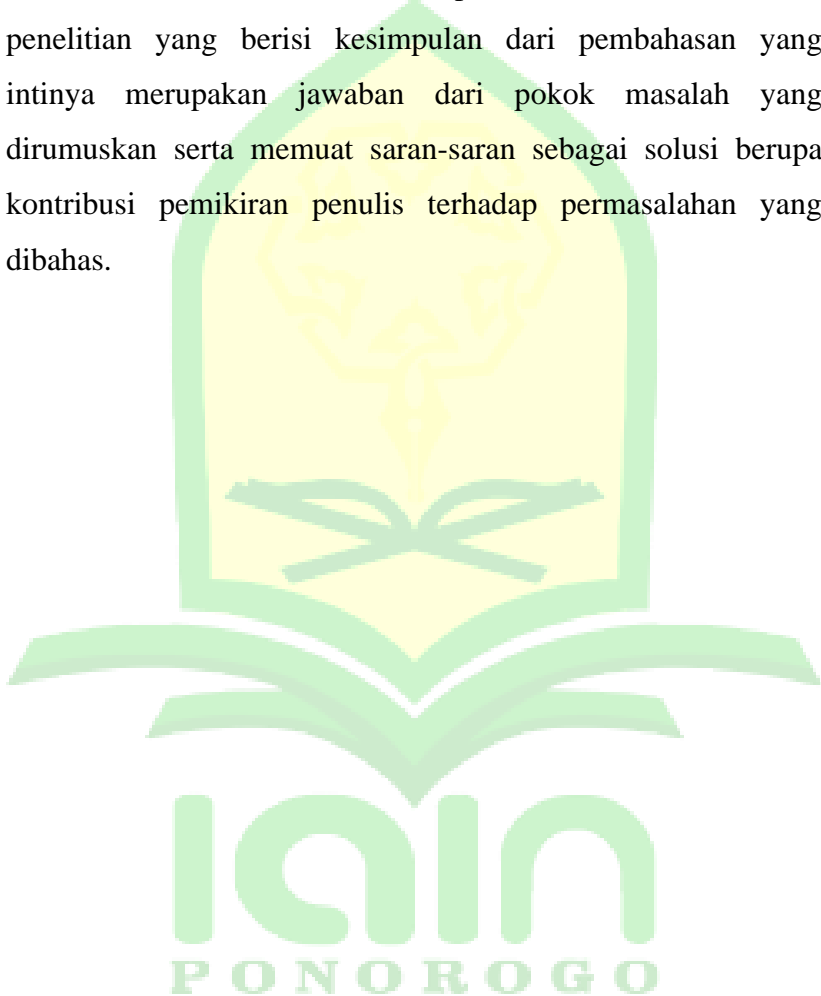 penelitian yang berisi kesimpulan dari pembahasan yang
intinya merupakan jawaban dari pokok masalah yang
dirumuskan serta memuat saran-saran sebagai solusi berupa
kontribusi pemikiran penulis terhadap permasalahan yang
dibahas.
iain
PONOROGO